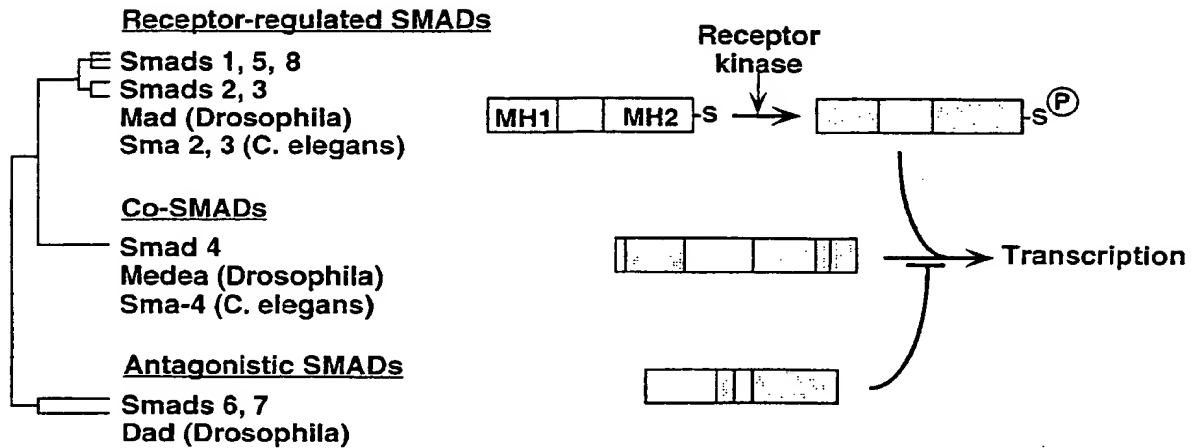 Receptor-regulated SMADs
Smads 1, 5, 8
Smads 2, 3
Mad (Drosophila)
Sma 2, 3 (C. elegans)
Receptor
kinase
MH1 MH2 -S
-S P
Co-SMADs
Smad 4
Medea (Drosophila)
Sma-4 (C. elegans)
Transcription
Antagonistic SMADs
Smads 6, 7
Dad (Drosophila)